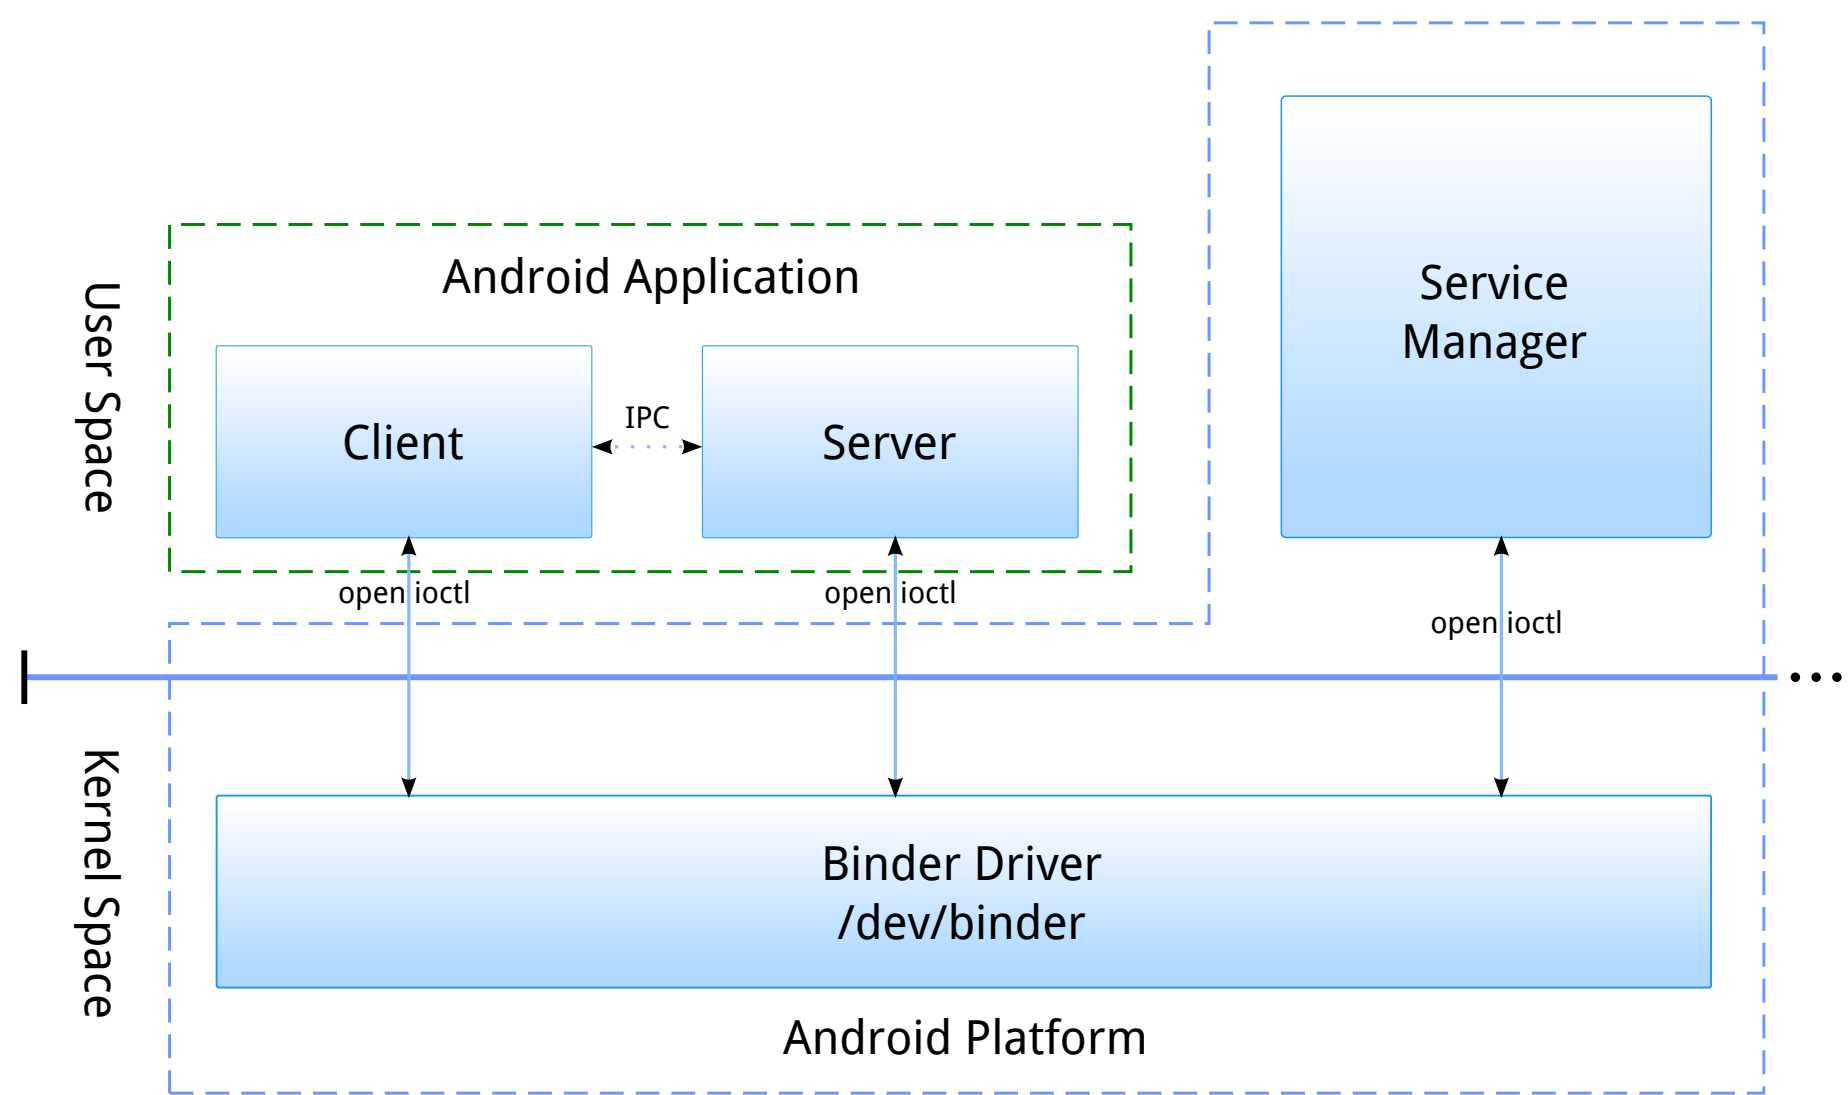 Service
Manager
Android Application
User Space
Client
IPC
Server
open ioctl
open ioctl
open ioctl
Kernel Space
Binder Driver
/dev/binder
Android Platform